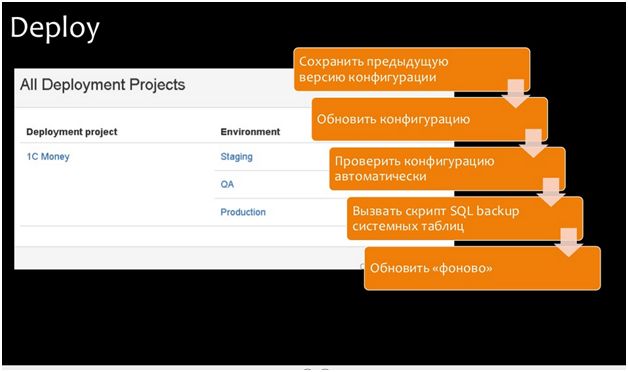 Deploy
All Deployment Projects
Deployment project
Environment
1C Money
Staging
QA
Production
Сохранить предыдущую
версию конфигурации
Обновить конфигурацию
Проверить конфигурацию
автоматически
Вызвать скрипт SQL backup
системных таблиц
Обновить «фоново»